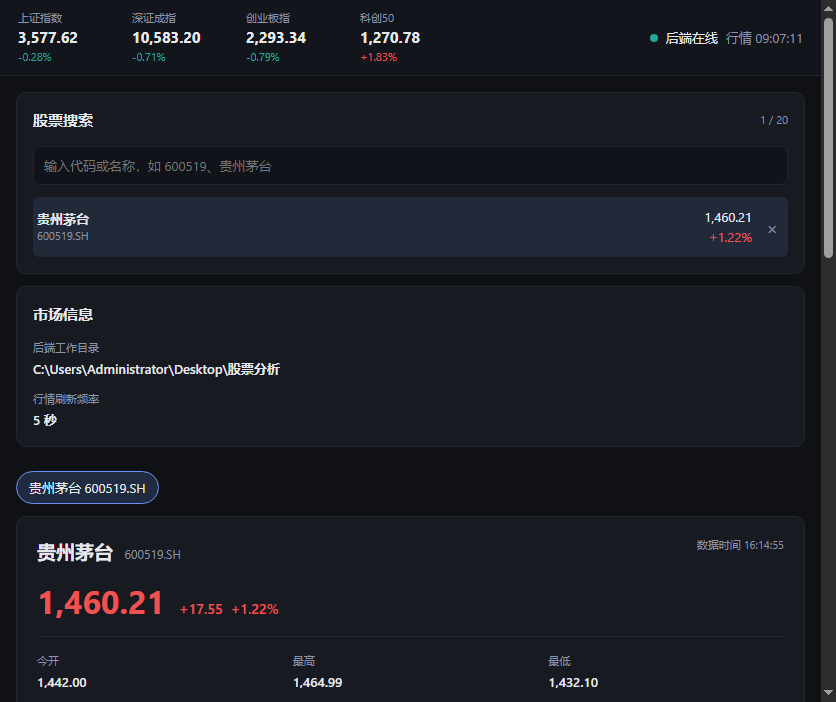 上证指数 深证成指 创业板指 科创50
3,577.62 10,583.20 2,293.34 1,270.78
-0.28% -0.71% -0.79% +1.83%
后端在线 行情 09:07:11
股票搜索 1 / 20
输入代码或名称，如 600519、贵州茅台
贵州茅台 1,460.21
600519.SH +1.22% ×
市场信息
后端工作目录
C:\Users\Administrator\Desktop\股票分析
行情刷新频率
5 秒
贵州茅台 600519.SH
贵州茅台 600519.SH 数据时间 16:14:55
1,460.21 +17.55 +1.22%
今开 最高 最低
1,442.00 1,464.99 1,432.10